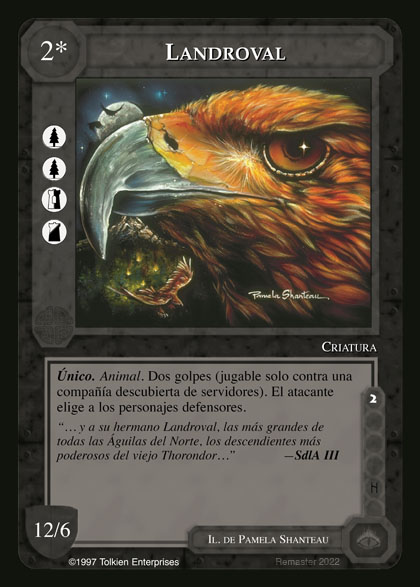 2*
LANDROVAL
Pamela Shanteau
CRIATURA
Único. Animal. Dos golpes (jugable solo contra una
compañía descubierta de servidores). El atacante
elige a los personajes defensores.
“… y a su hermano Landroval, las más grandes de
todas las Águilas del Norte, los descendientes más
poderosos del viejo Thorondor…” —SdlA III
2
H
12/6
IL. DE PAMELA SHANTEAU
©1997 Tolkien Enterprises
Remaster 2022